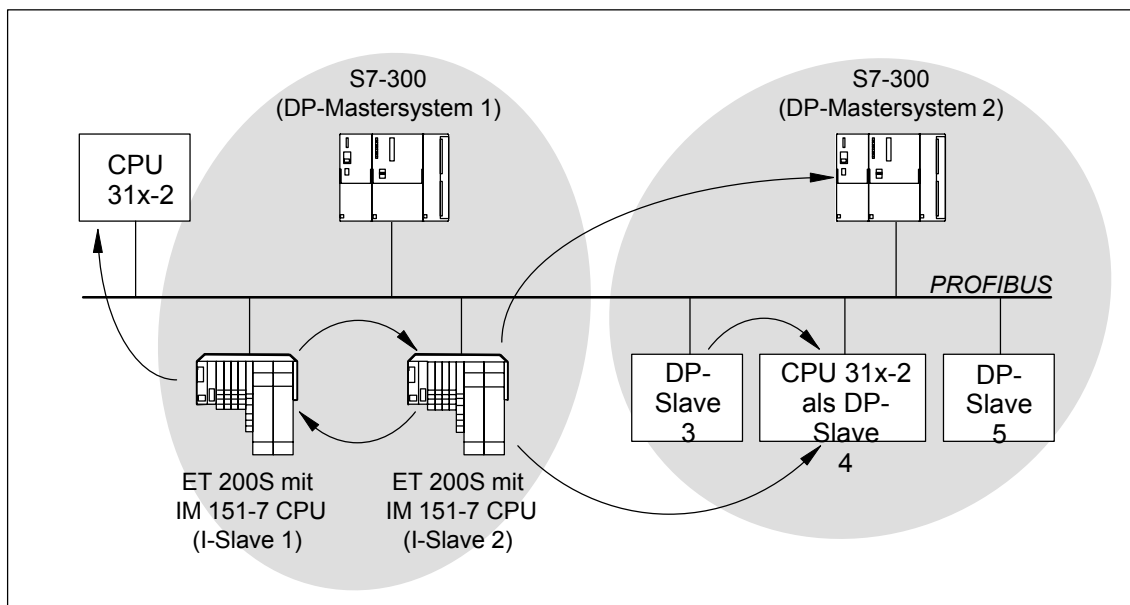 S7-300
(DP-Mastersystem 1)
S7-300
(DP-Mastersystem 2)
CPU
31x-2
PROFIBUS
DP-
Slave
3
CPU 31x-2
als DP-
Slave
4
DP-
Slave
5
ET 200S mit
IM 151-7 CPU
(I-Slave 1)
ET 200S mit
IM 151-7 CPU
(I-Slave 2)